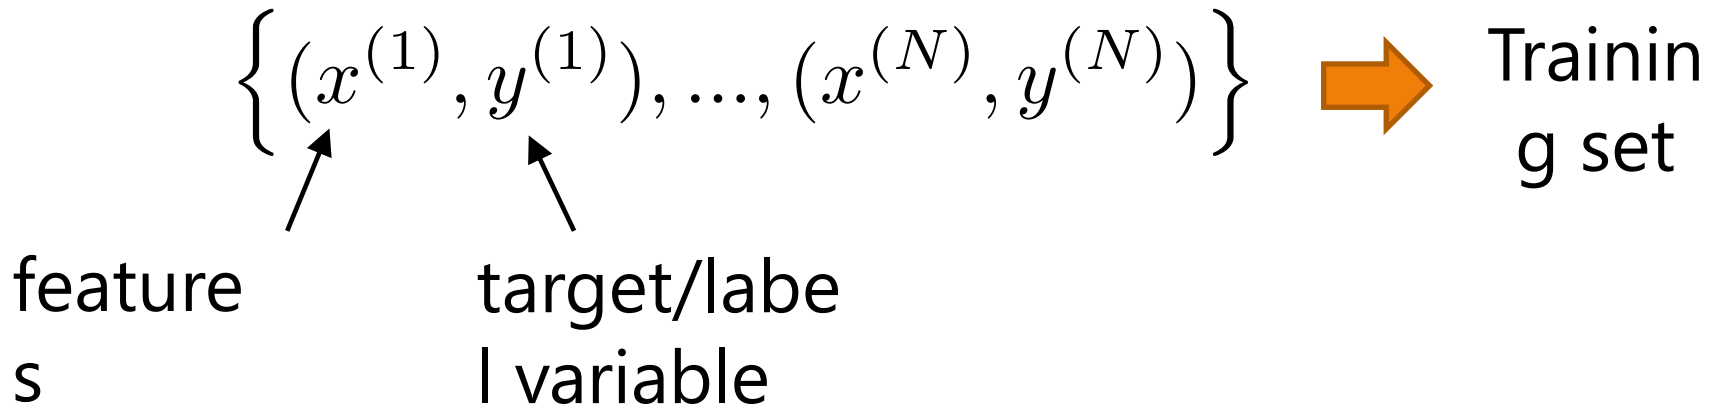 {(x^{(1)}, y^{(1)}), ..., (x^{(N)}, y^{(N)})}
Trainin
g set
feature
s
target/labe
l variable